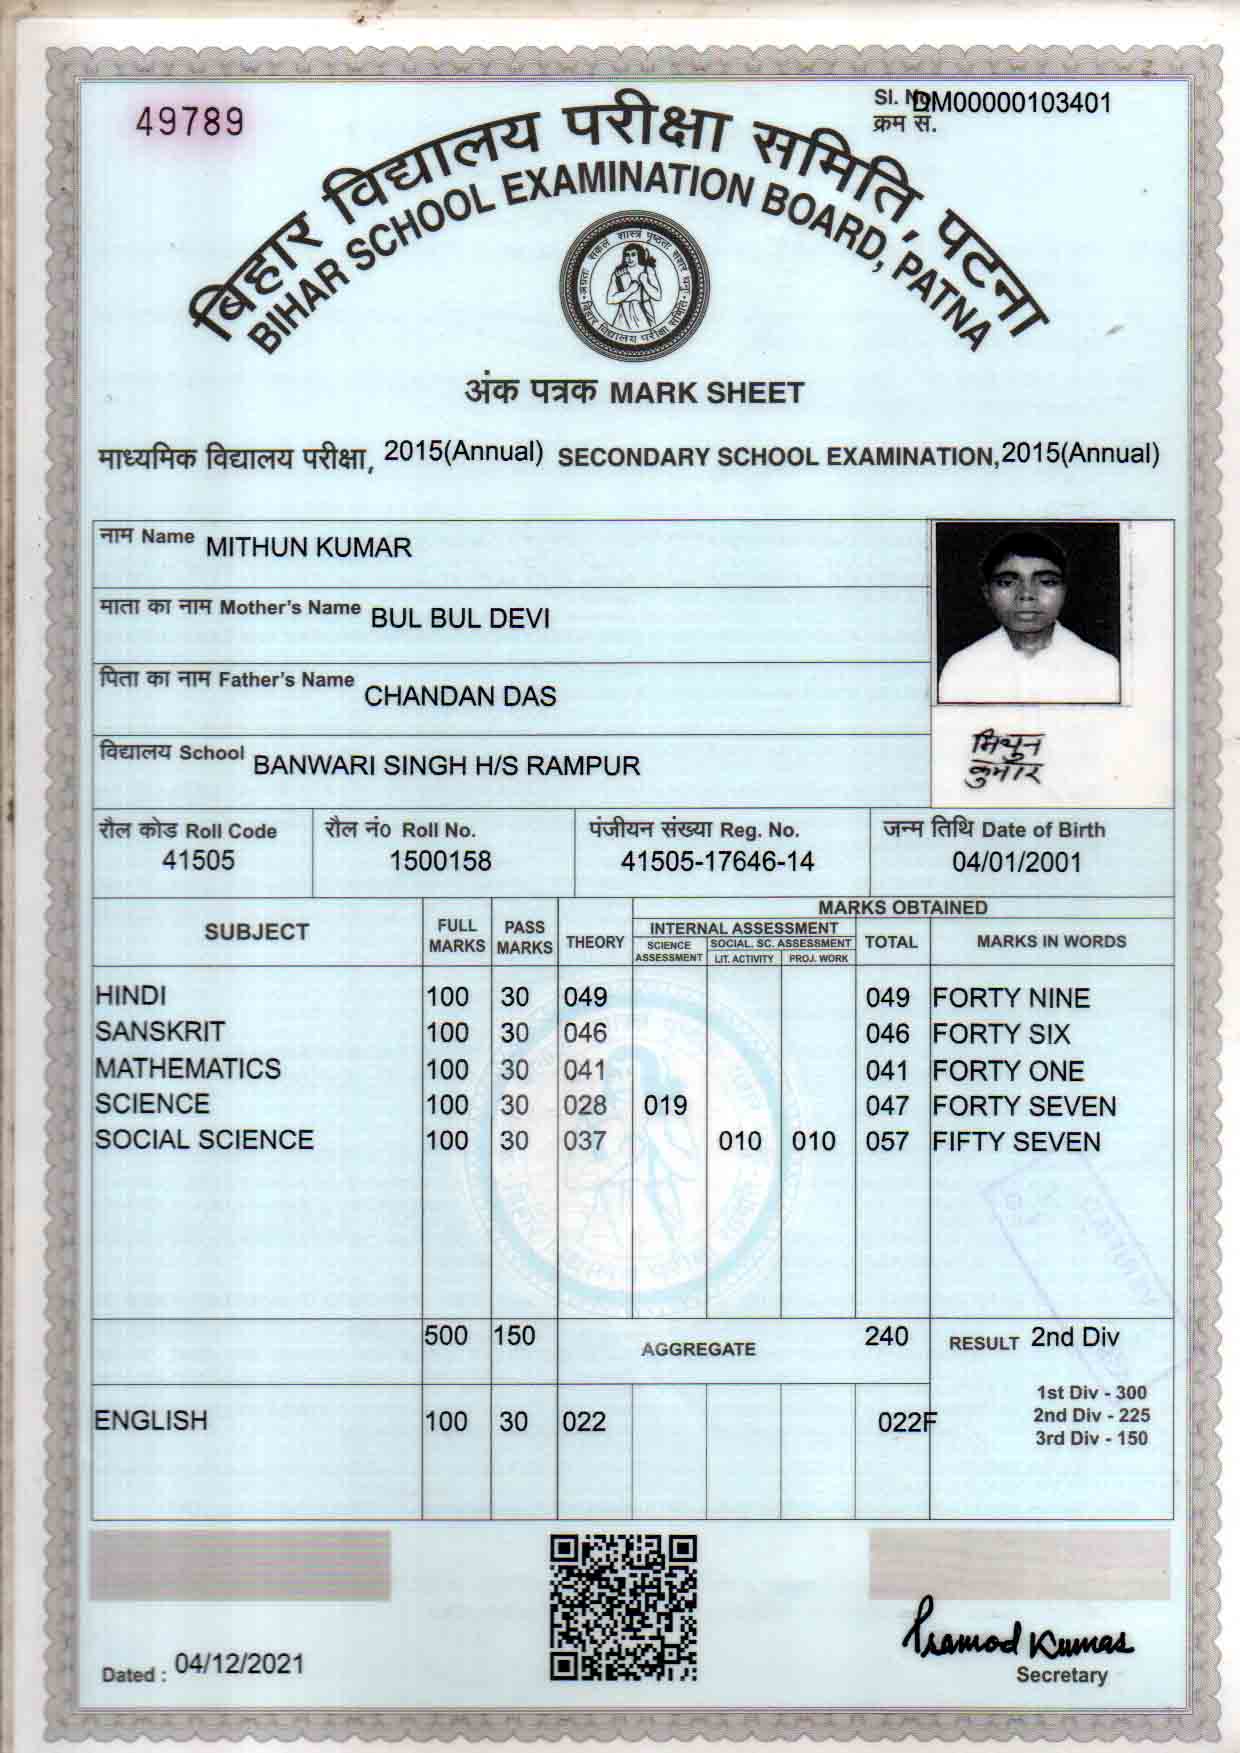 49789
Sl. No. DM00000103401
क्रम स.
बिहार विद्यालय परीक्षा समिति, पटना
BIHAR SCHOOL EXAMINATION BOARD, PATNA
अंक पत्रक MARK SHEET
माध्यमिक विद्यालय परीक्षा, 2015(Annual) SECONDARY SCHOOL EXAMINATION, 2015(Annual)
नाम Name MITHUN KUMAR
माता का नाम Mother's Name BUL BUL DEVI
पिता का नाम Father's Name CHANDAN DAS
विद्यालय School BANWARI SINGH H/S RAMPUR
मिथुन
कुमार
रौल कोड Roll Code रौल नं० Roll No. पंजीयन संख्या Reg. No. जन्म तिथि Date of Birth
41505 1500158 41505-17646-14 04/01/2001
MARKS OBTAINED
SUBJECT FULL MARKS PASS MARKS THEORY INTERNAL ASSESSMENT TOTAL MARKS IN WORDS
SCIENCE ASSESSMENT SOCIAL. SC. ASSESSMENT
LIT. ACTIVITY PROJ. WORK
HINDI 100 30 049 049 FORTY NINE
SANSKRIT 100 30 046 046 FORTY SIX
MATHEMATICS 100 30 041 041 FORTY ONE
SCIENCE 100 30 028 019 047 FORTY SEVEN
SOCIAL SCIENCE 100 30 037 010 010 057 FIFTY SEVEN
500 150 AGGREGATE 240 RESULT 2nd Div
1st Div - 300
2nd Div - 225
3rd Div - 150
ENGLISH 100 30 022 022F
Pramod Kumar
Dated : 04/12/2021
Secretary